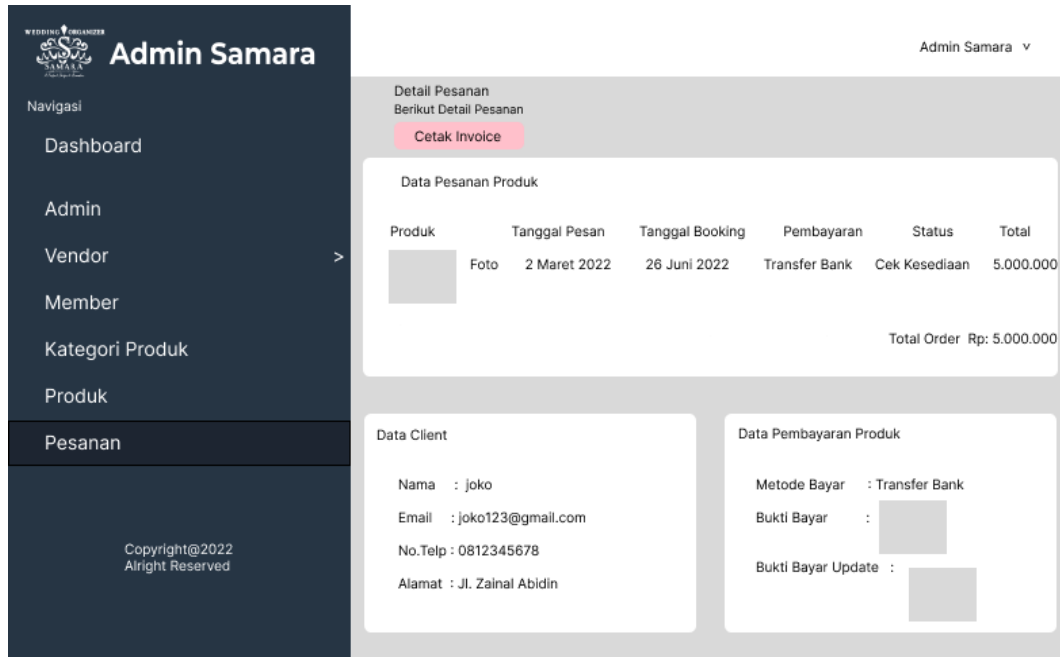 WEDDING ORGANIZER
SAMARA
Admin Samara
Admin Samara v
Navigasi
Dashboard
Admin
Vendor >
Member
Kategori Produk
Produk
Pesanan
Copyright@2022
Alright Reserved
Detail Pesanan
Berikut Detail Pesanan
Cetak Invoice
Data Pesanan Produk
Produk Tanggal Pesan Tanggal Booking Pembayaran Status Total
Foto 2 Maret 2022 26 Juni 2022 Transfer Bank Cek Kesediaan 5.000.000
Total Order Rp: 5.000.000
Data Client
Nama : joko
Email : joko123@gmail.com
No.Telp : 0812345678
Alamat : Jl. Zainal Abidin
Data Pembayaran Produk
Metode Bayar : Transfer Bank
Bukti Bayar :
Bukti Bayar Update :